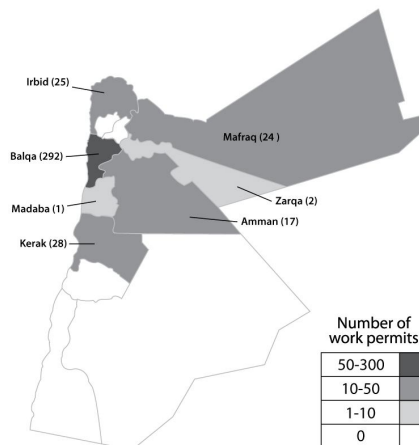 Irbid (25)
Mafraq (24 )
Balqa (292)
Zarqa (2)
Madaba (1)
Amman (17)
Kerak (28)
Number of
work permits
50-300
10-50
1-10
0